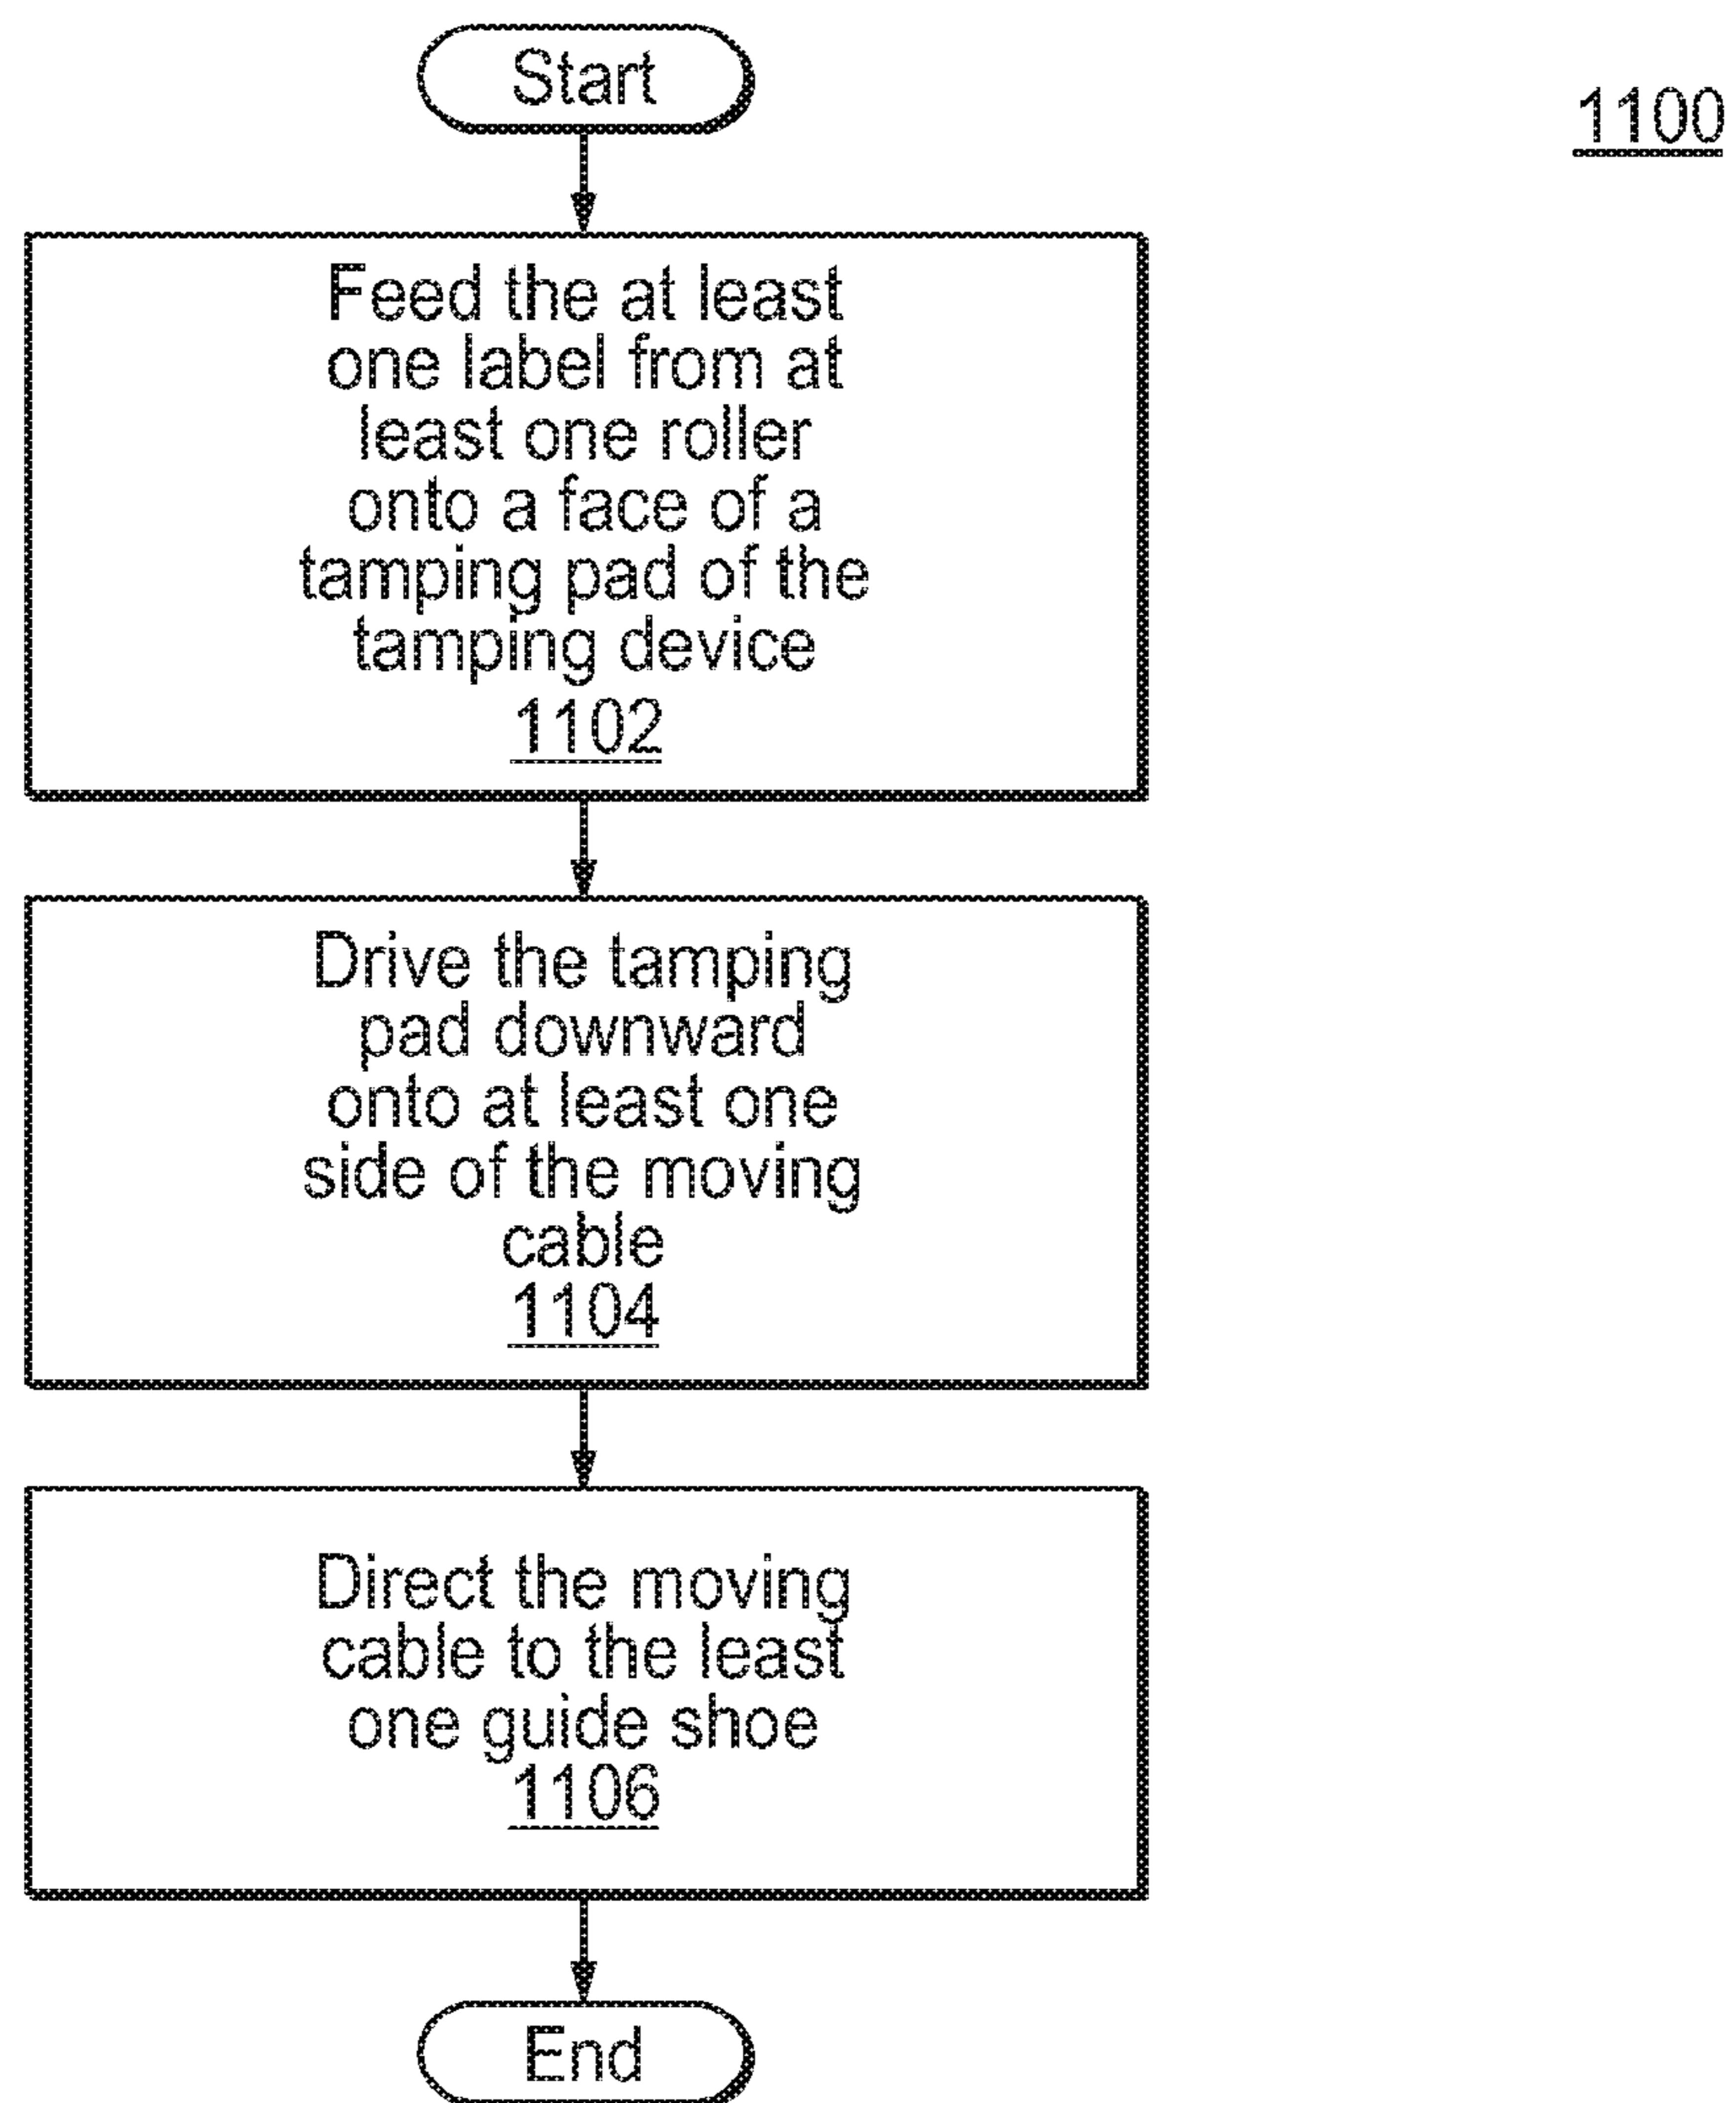 Start
1100
Feed the at least
one label from at
least one roller
onto a face of a
tamping pad of the
tamping device
1102
Drive the tamping
pad downward
onto at least one
side of the moving
cable
1104
Direct the moving
cable to the least
one guide shoe
1106
End